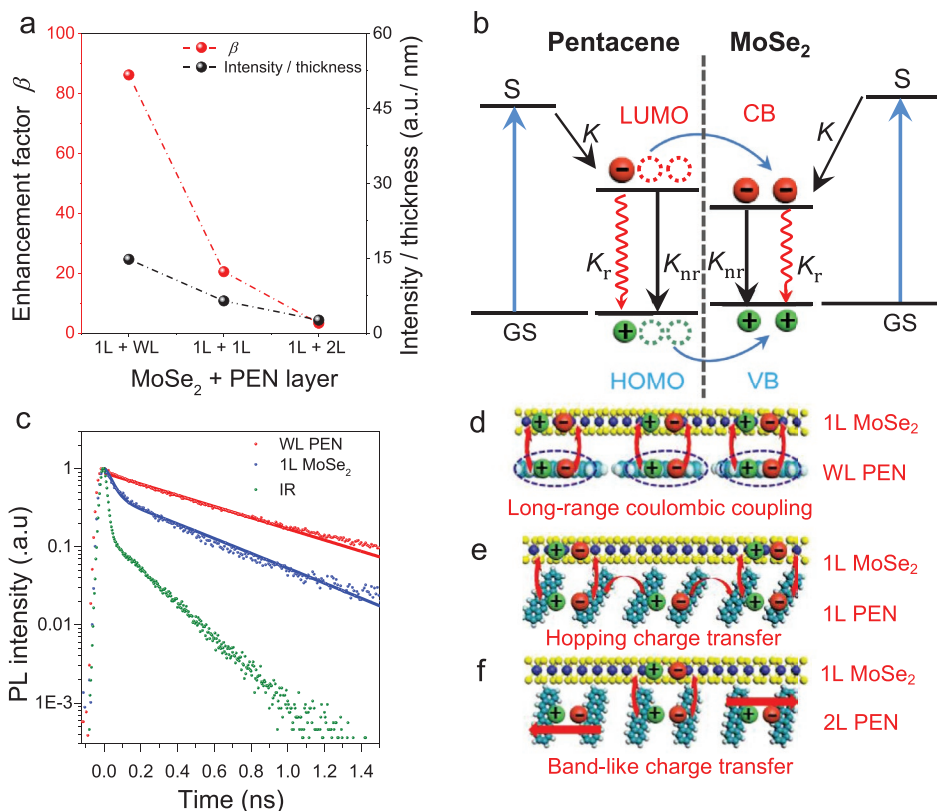 a
100
80
60
40
20
0
Enhancement factor β
β
Intensity / thickness
60
45
30
15
0
Intensity / thickness (a.u./ nm)
1L + WL
1L + 1L
1L + 2L
MoSe₂ + PEN layer
b
Pentacene
MoSe₂
S
S
LUMO
CB
K
K
−
−
−
Kr
Knr
Knr
Kr
GS
GS
+
+
+
HOMO
VB
c
WL PEN
1L MoSe₂
IR
1
0.1
0.01
1E-3
PL intensity (.a.u)
0.0 0.2 0.4 0.6 0.8 1.0 1.2 1.4
Time (ns)
d
+ − + − + −
1L MoSe₂
+ − + − + −
WL PEN
Long-range coulombic coupling
e
+ − + −
1L MoSe₂
+ − + − + −
1L PEN
Hopping charge transfer
f
+ −
1L MoSe₂
+ − + − + −
2L PEN
Band-like charge transfer